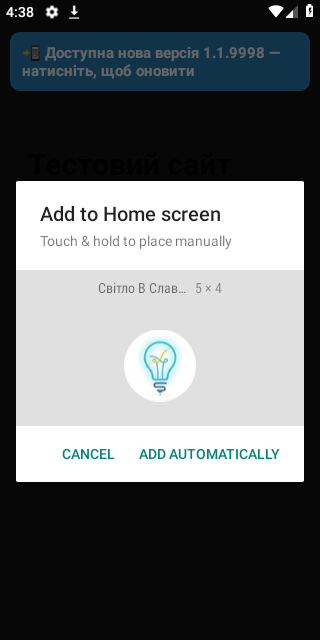 4:38
Доступна нова версія 1.1.9998 —
натисніть, щоб оновити
Тестовий сайт
Add to Home screen
Touch & hold to place manually
Світло В Слав… 5 × 4
CANCEL ADD AUTOMATICALLY